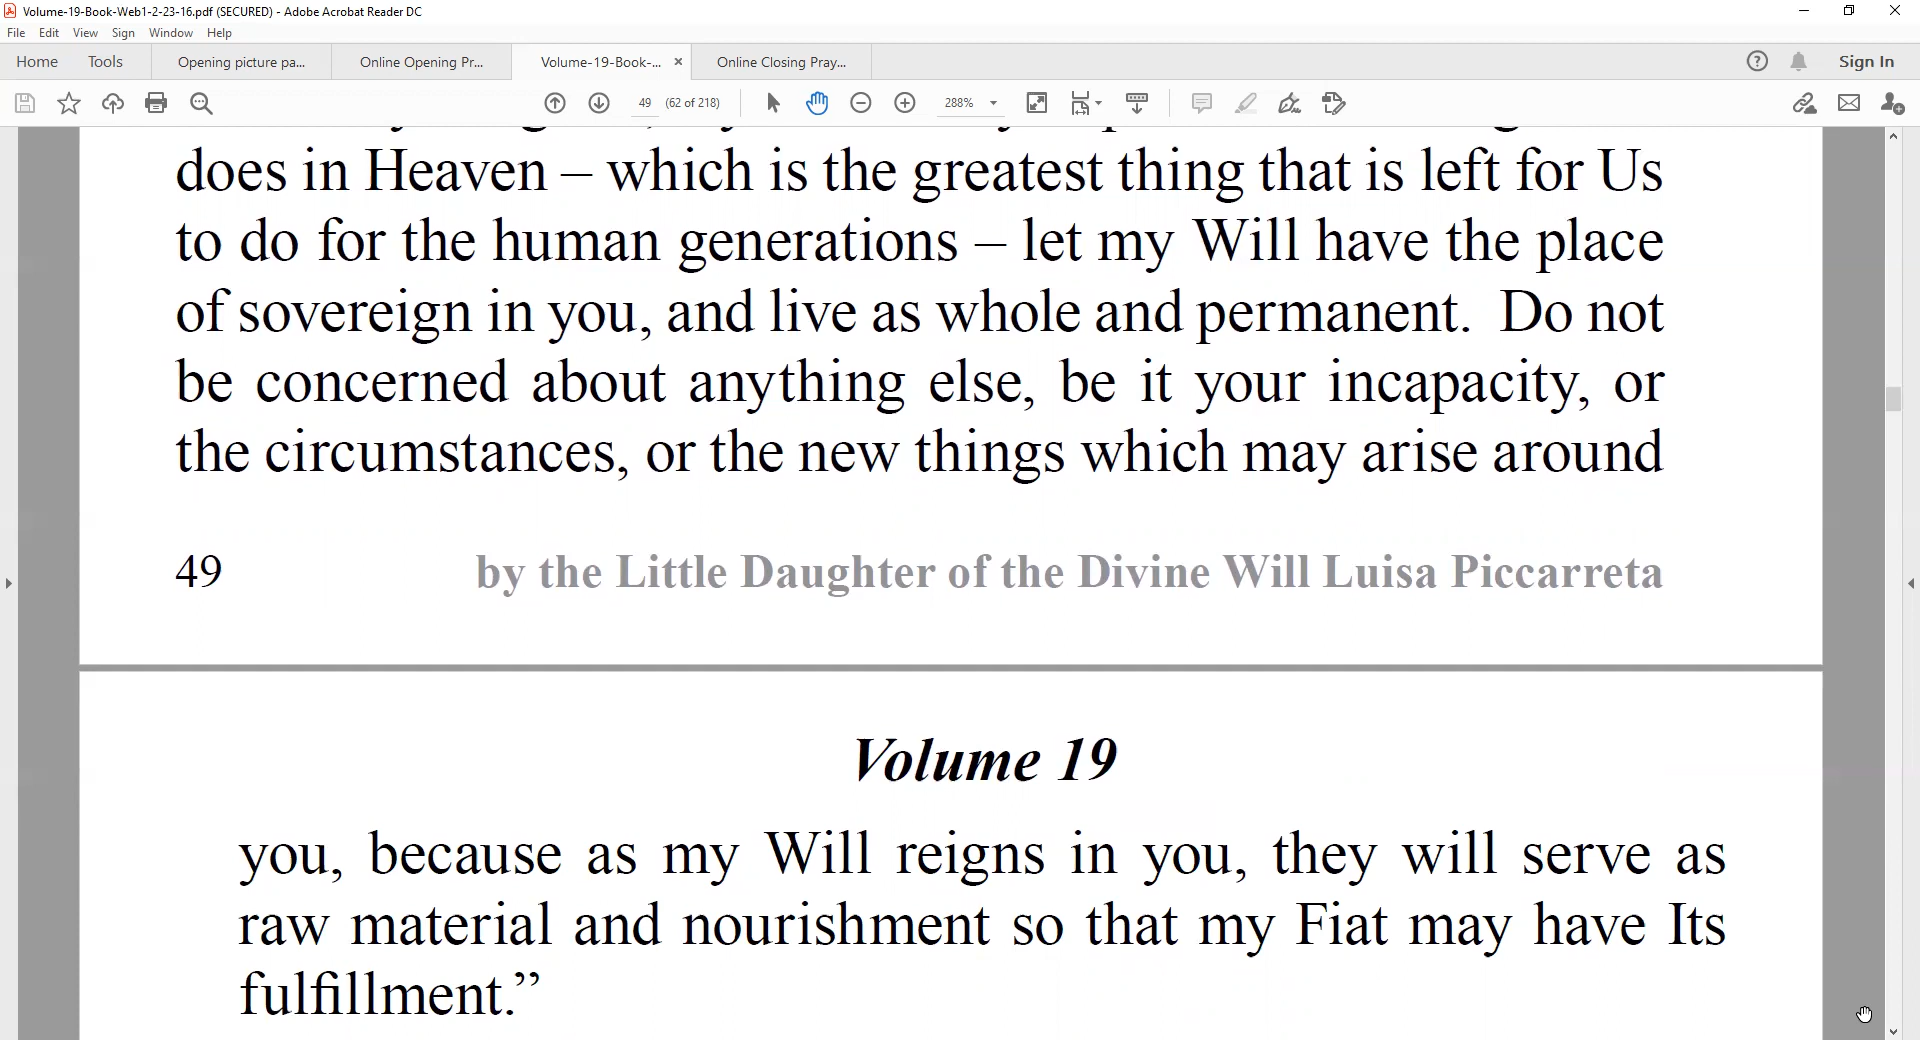 Volume-19-Book-Web1-2-23-16.pdf (SECURED) - Adobe Acrobat Reader DC
File Edit View Sign Window Help
Home Tools Opening picture pa... Online Opening Pr... Volume-19-Book-... × Online Closing Pray... Sign In
49 (62 of 218) 288%
does in Heaven – which is the greatest thing that is left for Us
to do for the human generations – let my Will have the place
of sovereign in you, and live as whole and permanent. Do not
be concerned about anything else, be it your incapacity, or
the circumstances, or the new things which may arise around
49 by the Little Daughter of the Divine Will Luisa Piccarreta
Volume 19
you, because as my Will reigns in you, they will serve as
raw material and nourishment so that my Fiat may have Its
fulfillment.”